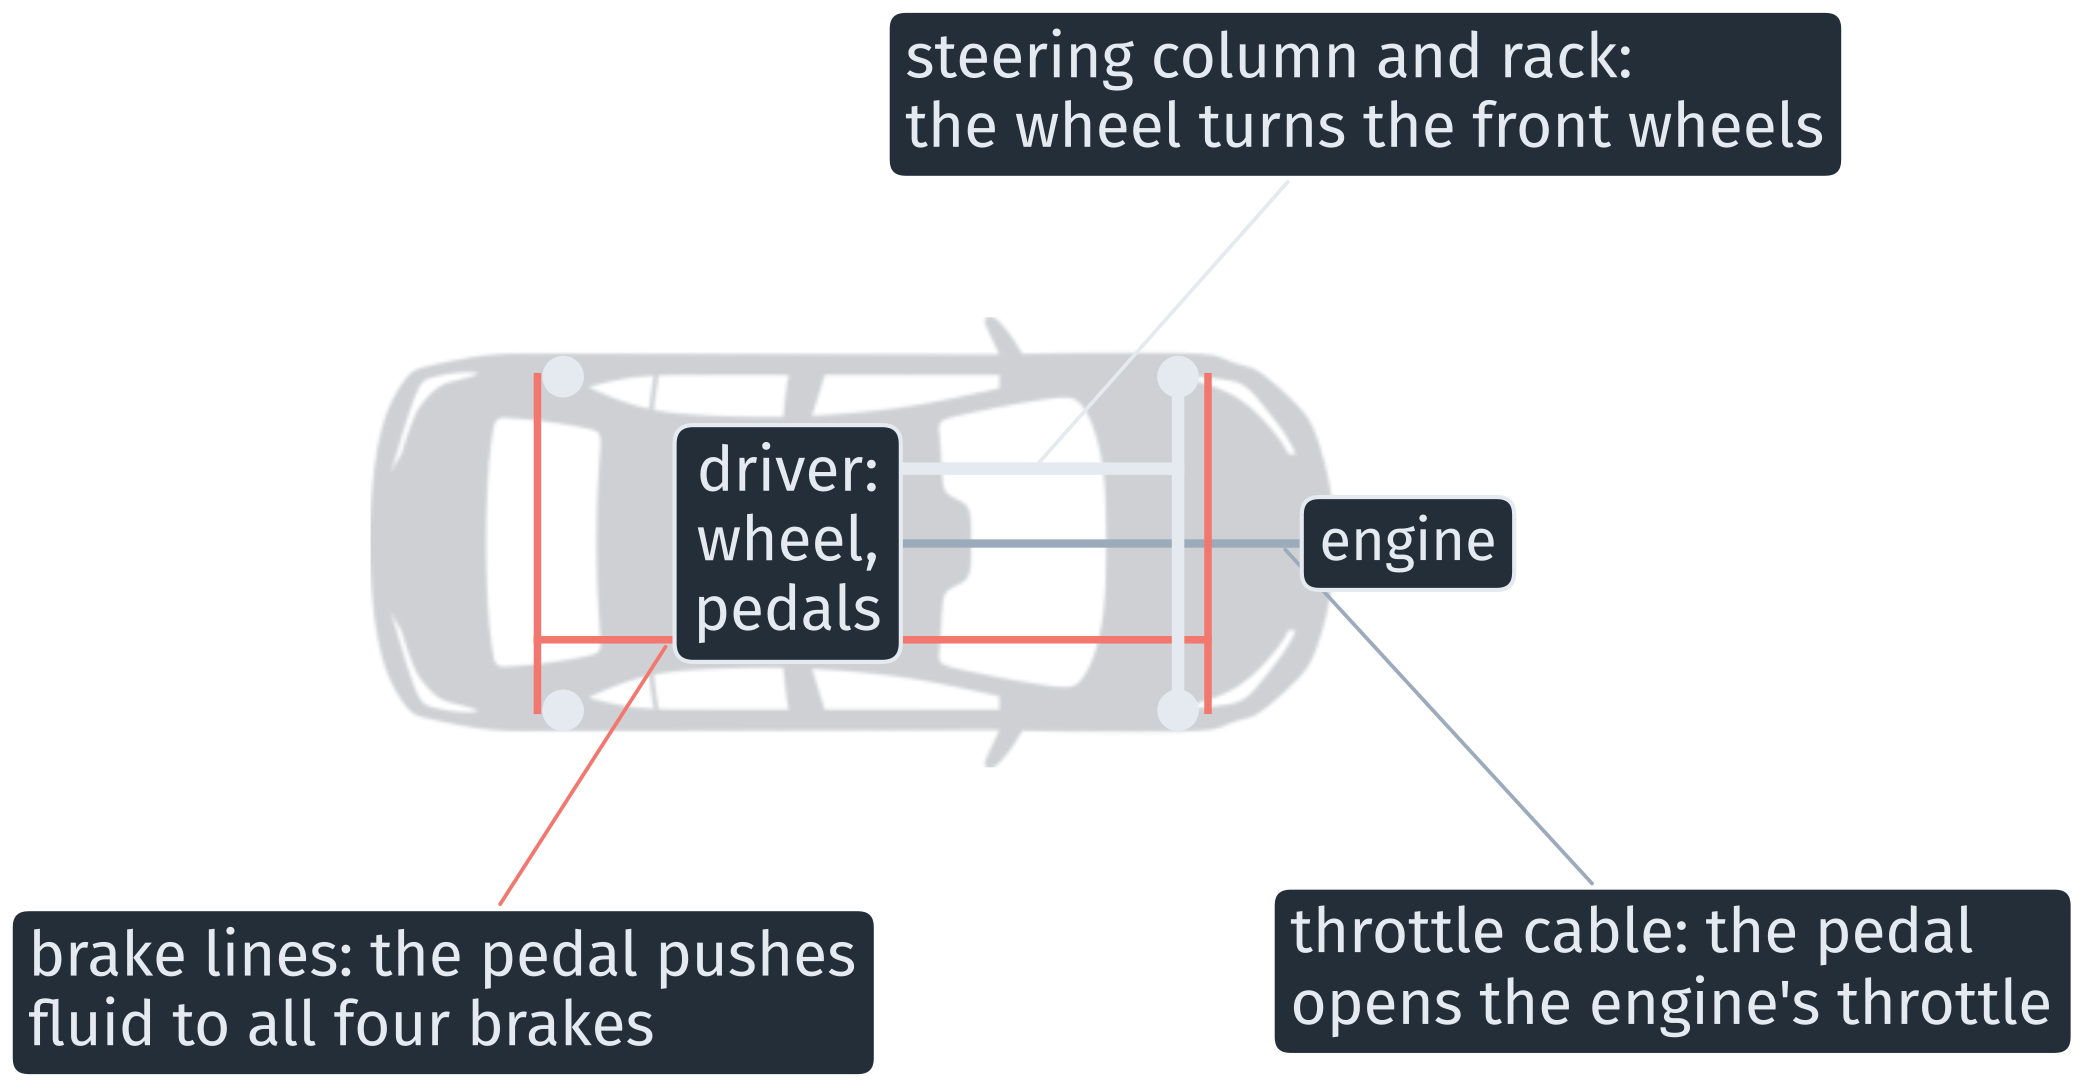 steering column and rack:
the wheel turns the front wheels
driver:
wheel,
pedals
engine
brake lines: the pedal pushes
fluid to all four brakes
throttle cable: the pedal
opens the engine's throttle